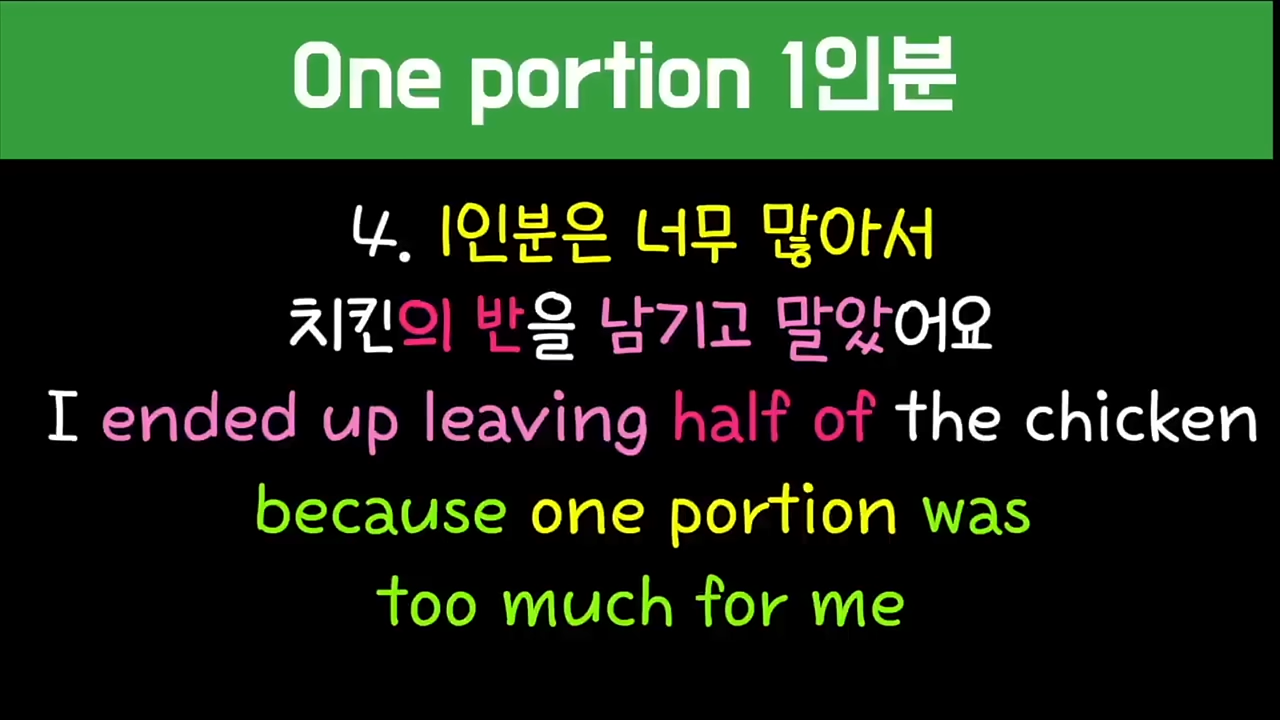 One portion 1인분
4. 1인분은 너무 많아서
치킨의 반을 남기고 말았어요
I ended up leaving half of the chicken
because one portion was
too much for me